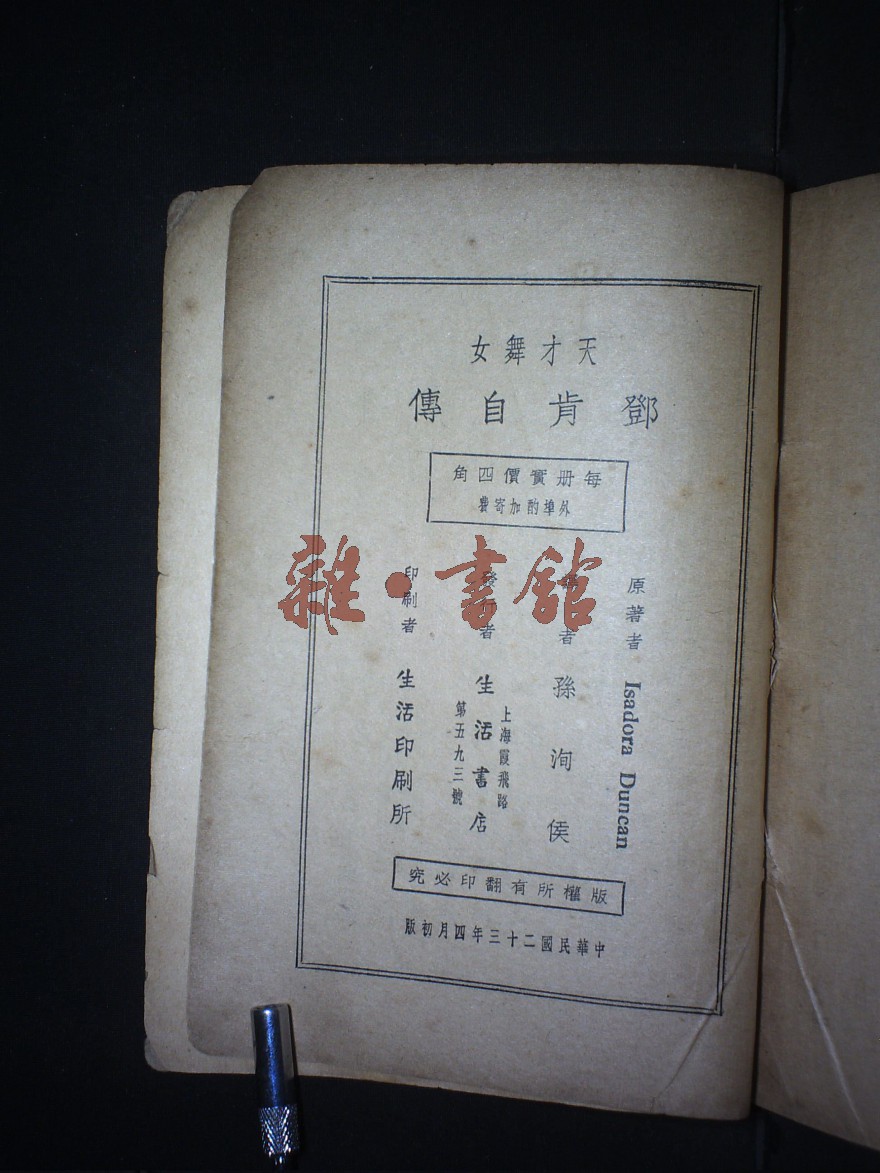 天才舞女
鄧肯自傳
每册實價四角
外埠酌加寄費
原著者 Isadora Duncan
者 孫洵侯
發行者 生活書店
上海霞飛路
第五九三號
印刷者 生活印刷所
版權所有翻印必究
中華民國二十三年四月初版
雜·書館